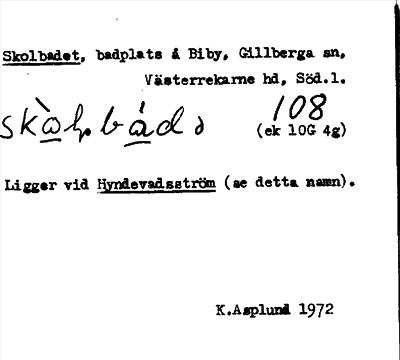 Skolbadet, badplats å Biby, Gillberga sn,
Västerrekarne hd, Söd.l.
108
(ek 10G 4g)
Ligger vid Hyndevadsström (se detta namn).
K.Asplund 1972